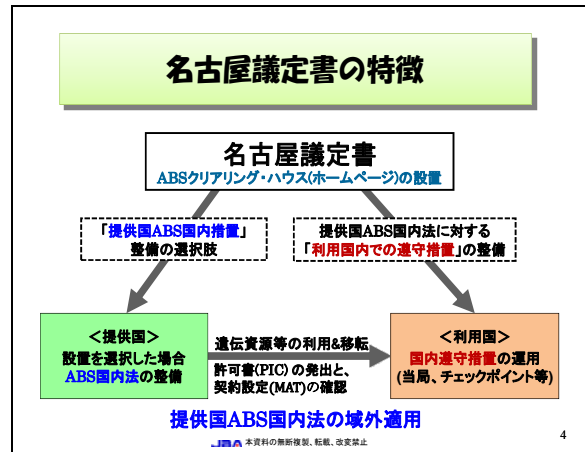 名古屋議定書の特徴
名古屋議定書
ABSクリアリング・ハウス(ホームページ)の設置
「提供国ABS国内措置」
整備の選択肢
提供国ABS国内法に対する
「利用国内での遵守措置」の整備
＜提供国＞
設置を選択した場合
ABS国内法の整備
遺伝資源等の利用&移転
許可書(PIC)の発出と、
契約設定(MAT)の確認
＜利用国＞
国内遵守措置の運用
(当局、チェックポイント等)
提供国ABS国内法の域外適用
JBA 本資料の無断複製、転載、改変禁止
4